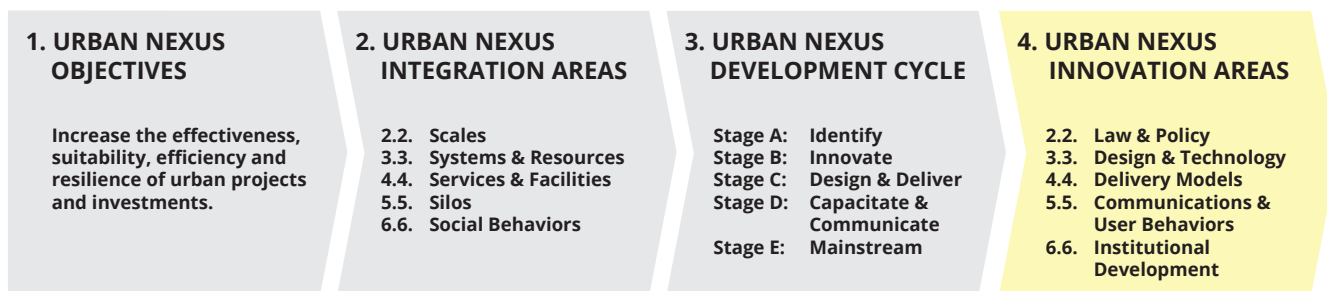 1. URBAN NEXUS
OBJECTIVES
Increase the effectiveness,
suitability, efficiency and
resilience of urban projects
and investments.
2. URBAN NEXUS
INTEGRATION AREAS
2.2. Scales
3.3. Systems & Resources
4.4. Services & Facilities
5.5. Silos
6.6. Social Behaviors
3. URBAN NEXUS
DEVELOPMENT CYCLE
Stage A: Identify
Stage B: Innovate
Stage C: Design & Deliver
Stage D: Capacitate &
Communicate
Stage E: Mainstream
4. URBAN NEXUS
INNOVATION AREAS
2.2. Law & Policy
3.3. Design & Technology
4.4. Delivery Models
5.5. Communications &
User Behaviors
6.6. Institutional
Development